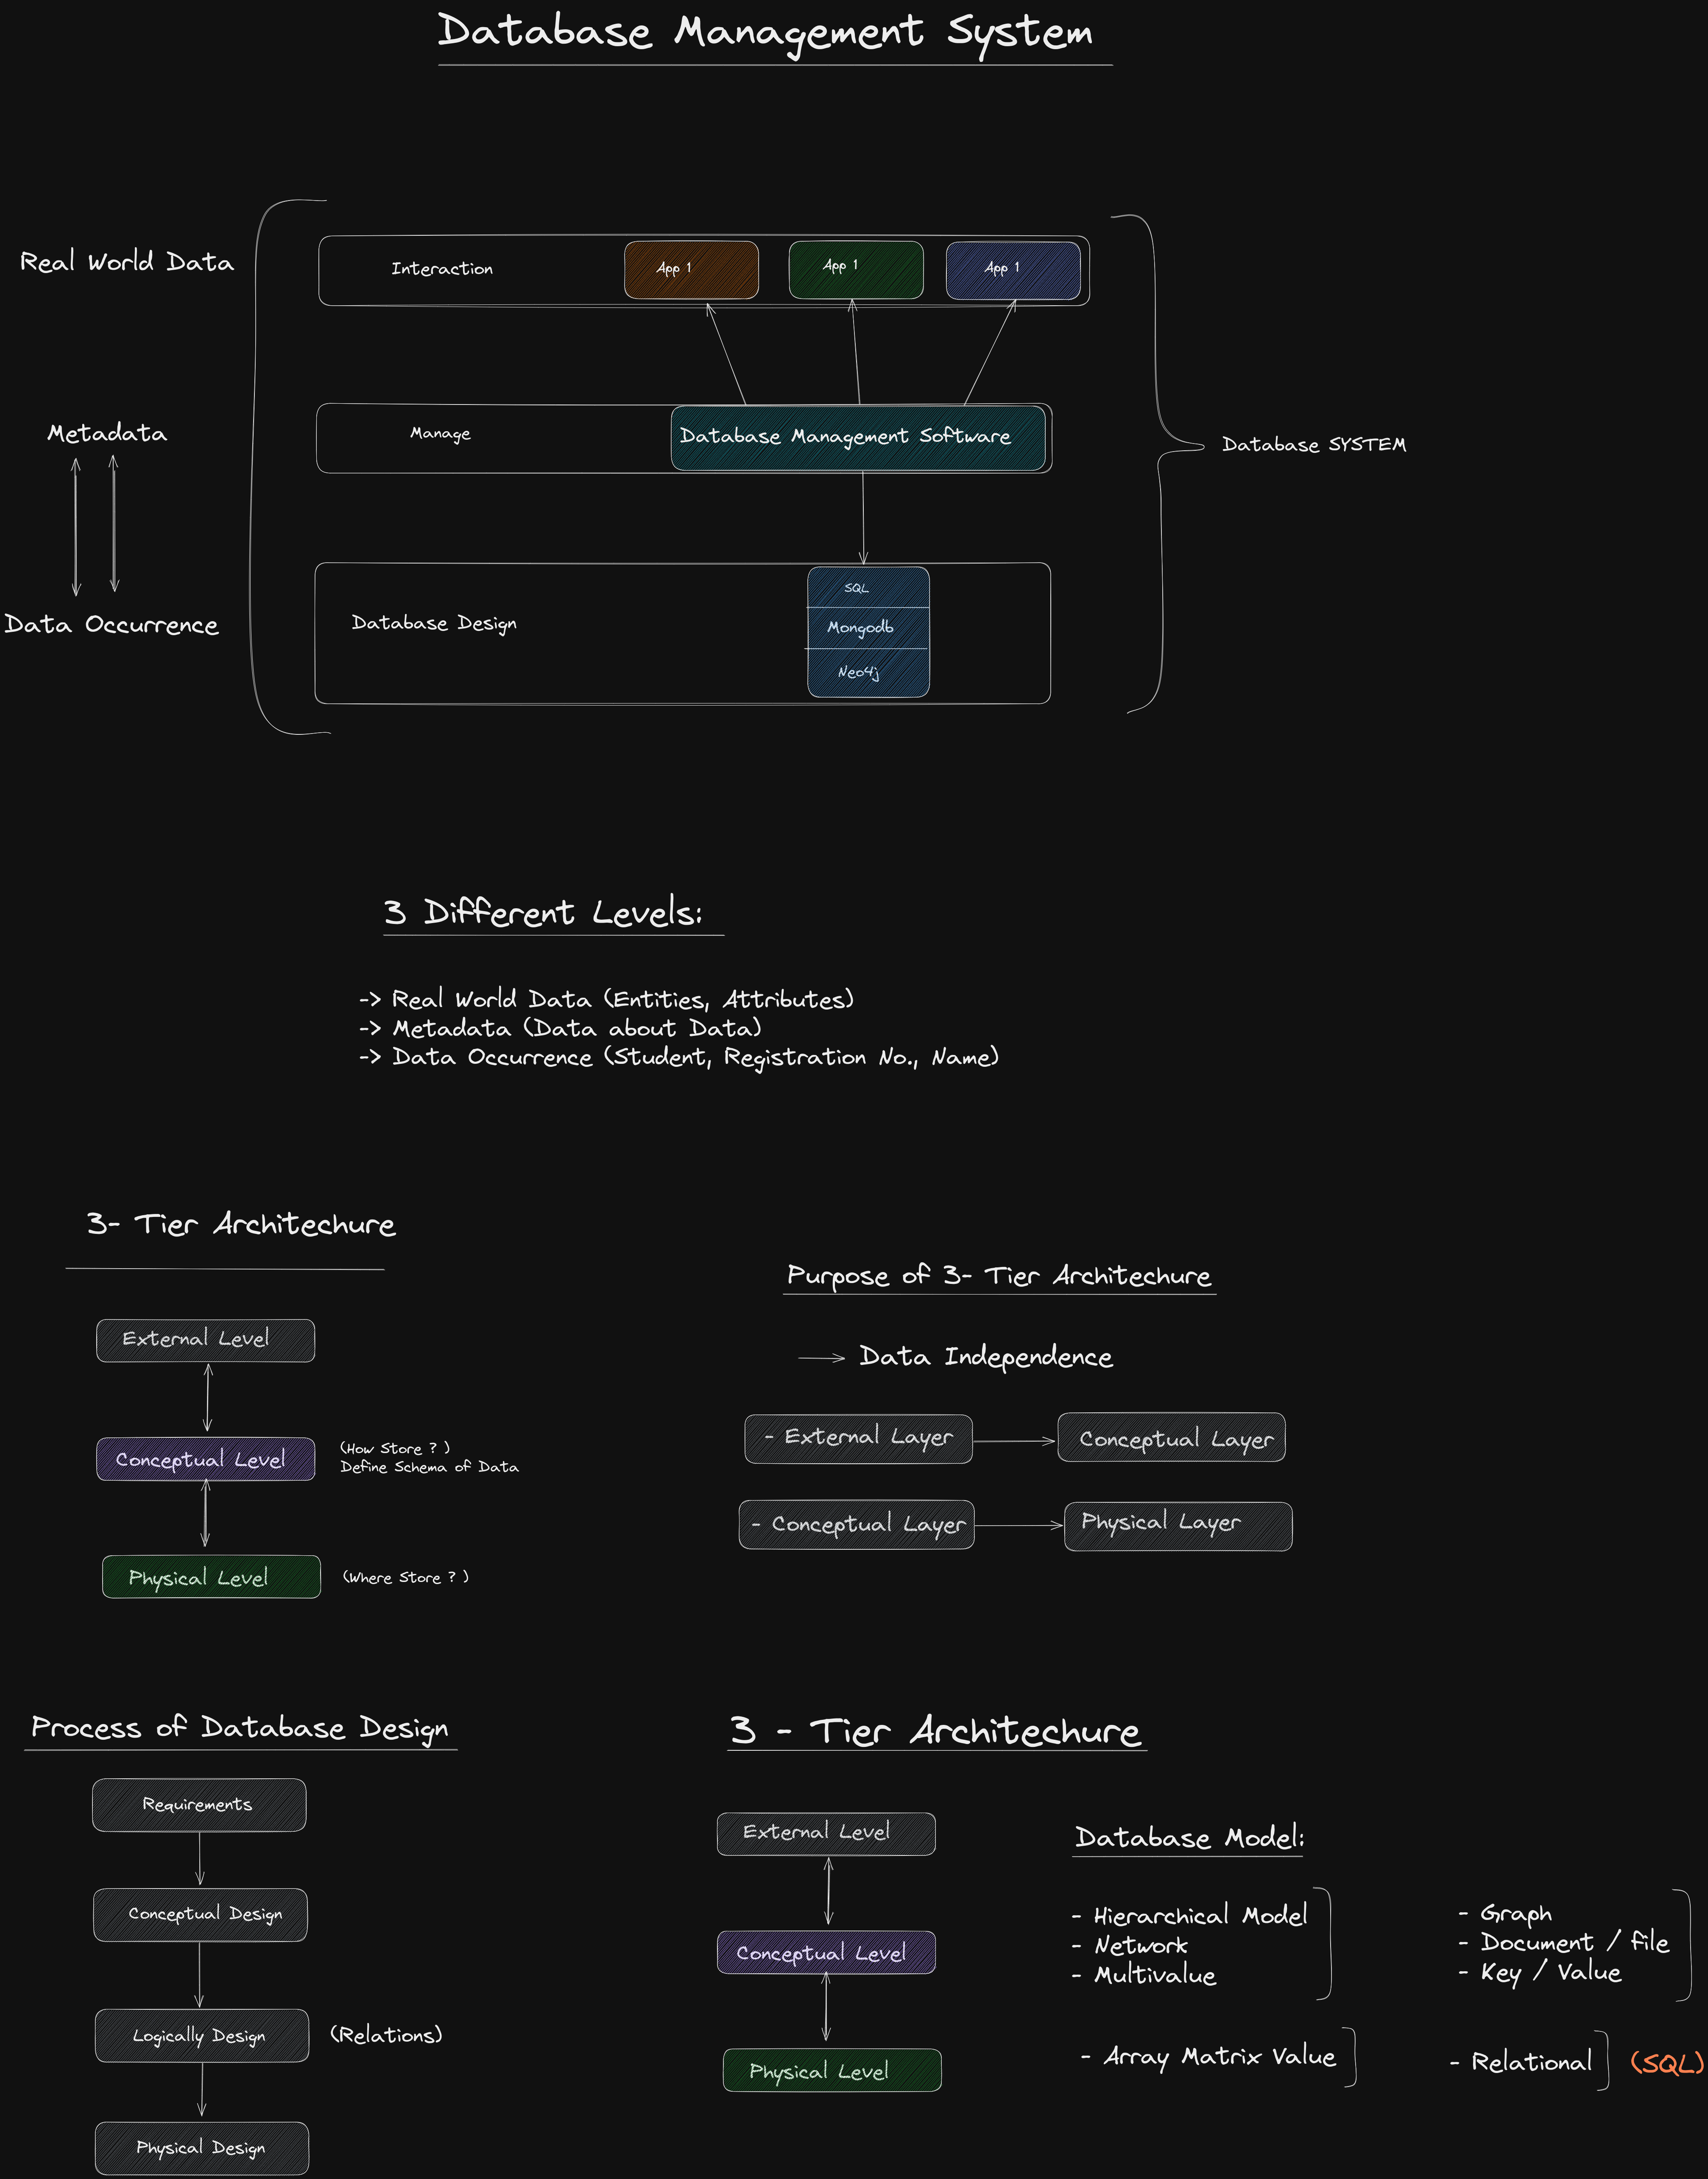 Database Management System
Real World Data
Interaction
App 1
App 1
App 1
Metadata
Manage
Database Management Software
Database SYSTEM
Data Occurrence
Database Design
SQL
Mongodb
Neo4j
3 Different Levels:
-> Real World Data (Entities, Attributes)
-> Metadata (Data about Data)
-> Data Occurrence (Student, Registration No., Name)
3- Tier Architechure
External Level
Conceptual Level
(How Store ? )
Define Schema of Data
Physical Level
(Where Store ? )
Purpose of 3- Tier Architechure
Data Independence
- External Layer
Conceptual Layer
- Conceptual Layer
Physical Layer
Process of Database Design
Requirements
Conceptual Design
Logically Design
(Relations)
Physical Design
3 - Tier Architechure
External Level
Conceptual Level
Physical Level
Database Model:
- Hierarchical Model
- Network
- Multivalue
- Graph
- Document / file
- Key / Value
- Array Matrix Value
- Relational
(SQL)